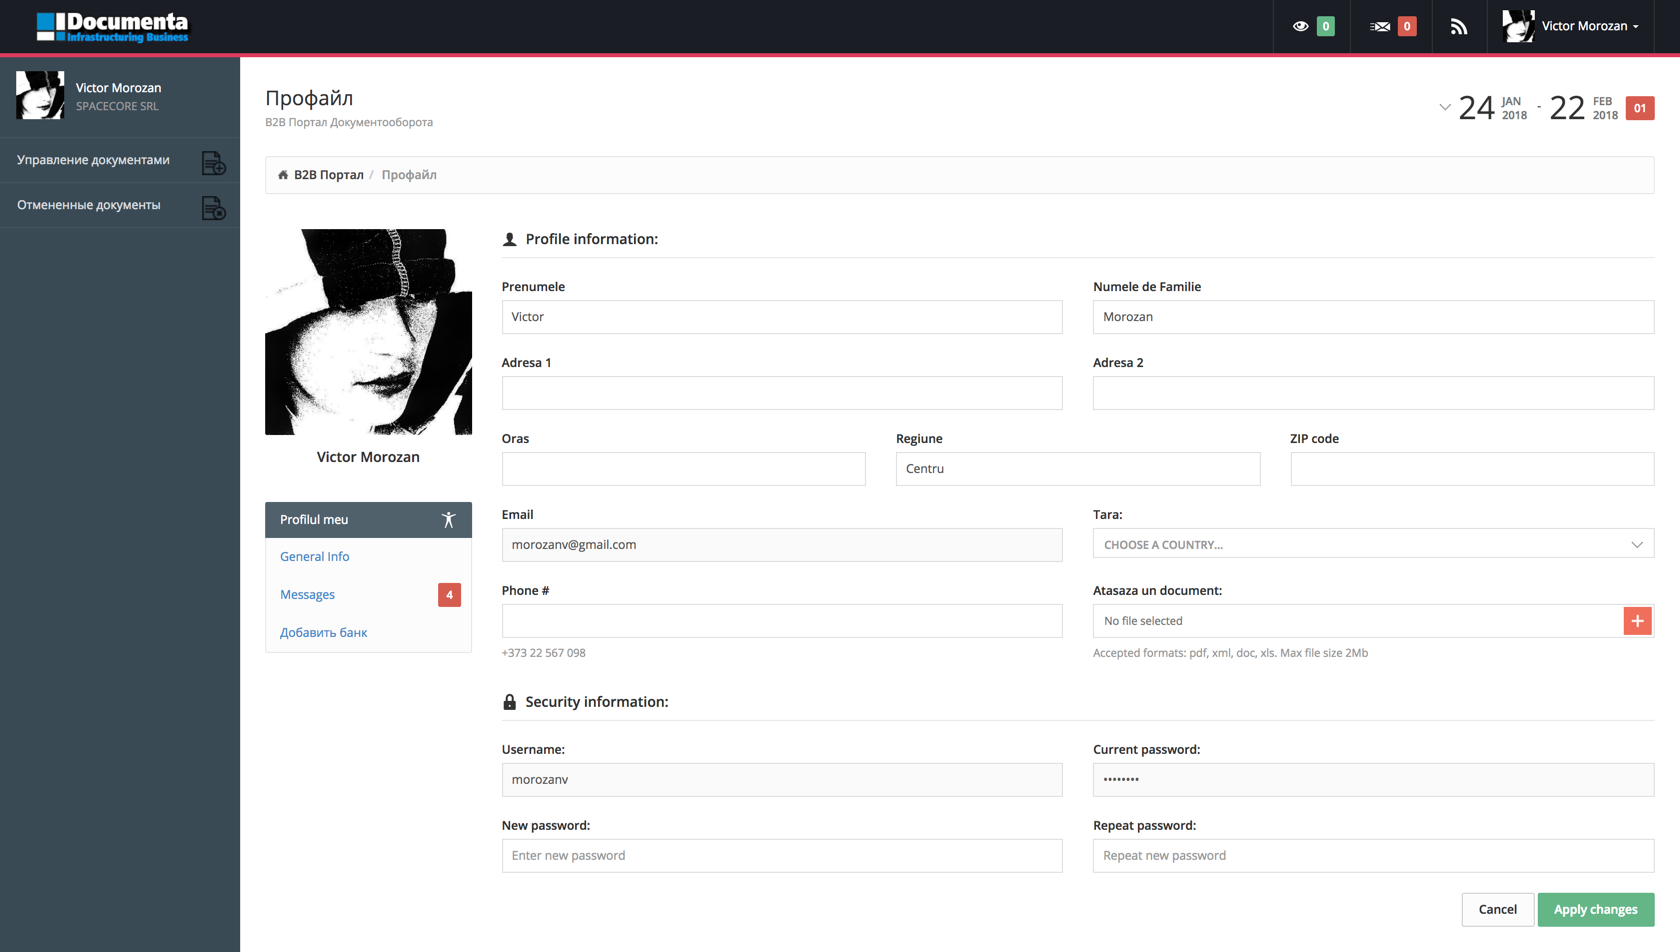 Documenta
Infrastructuring Business
0
0
Victor Morozan
Victor Morozan
SPACECORE SRL
Управление документами
Отмененные документы
Профайл
B2B Портал Документооборота
24 JAN 2018 - 22 FEB 2018 01
B2B Портал / Профайл
Victor Morozan
Profilul meu
General Info
Messages 4
Добавить банк
Profile information:
Prenumele Numele de Familie
Victor Morozan
Adresa 1 Adresa 2
Oras Regiune ZIP code
Centru
Email Tara:
morozanv@gmail.com CHOOSE A COUNTRY...
Phone # Atasaza un document:
No file selected +
+373 22 567 098 Accepted formats: pdf, xml, doc, xls. Max file size 2Mb
Security information:
Username: Current password:
morozanv ••••••••
New password: Repeat password:
Enter new password Repeat new password
Cancel Apply changes